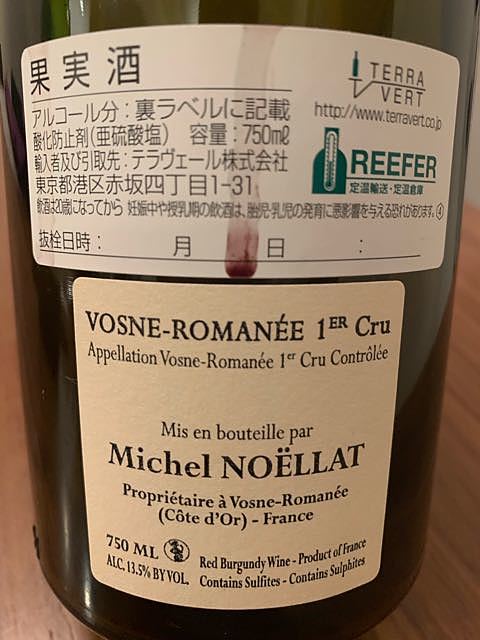 果実酒
TERRA
VERT
http://www.terravert.co.jp
アルコール分：裏ラベルに記載
酸化防止剤（亜硫酸塩） 容量：750mℓ
輸入者及び引取先：テラヴェール株式会社
東京都港区赤坂四丁目1-31
REEFER
定温輸送・定温倉庫
飲酒は20歳になってから 妊娠中や授乳期の飲酒は、胎児・乳児の発育に悪影響を与える恐れがあります。④
抜栓日時： 月 日 ：
VOSNE-ROMANÉE 1ER CRU
Appellation Vosne-Romanée 1er Cru Contrôlée
Mis en bouteille par
Michel NOËLLAT
Propriétaire à Vosne-Romanée
(Côte d'Or) - France
750 ML
ALC. 13.5% BY VOL.
Red Burgundy Wine - Product of France
Contains Sulfites - Contains Sulphites